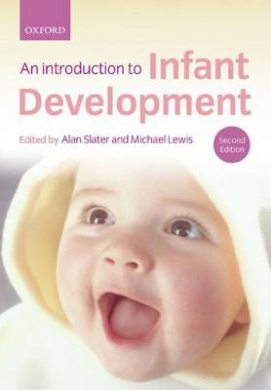 OXFORD
An introduction to Infant
Development
Edited by Alan Slater and Michael Lewis
Second
Edition